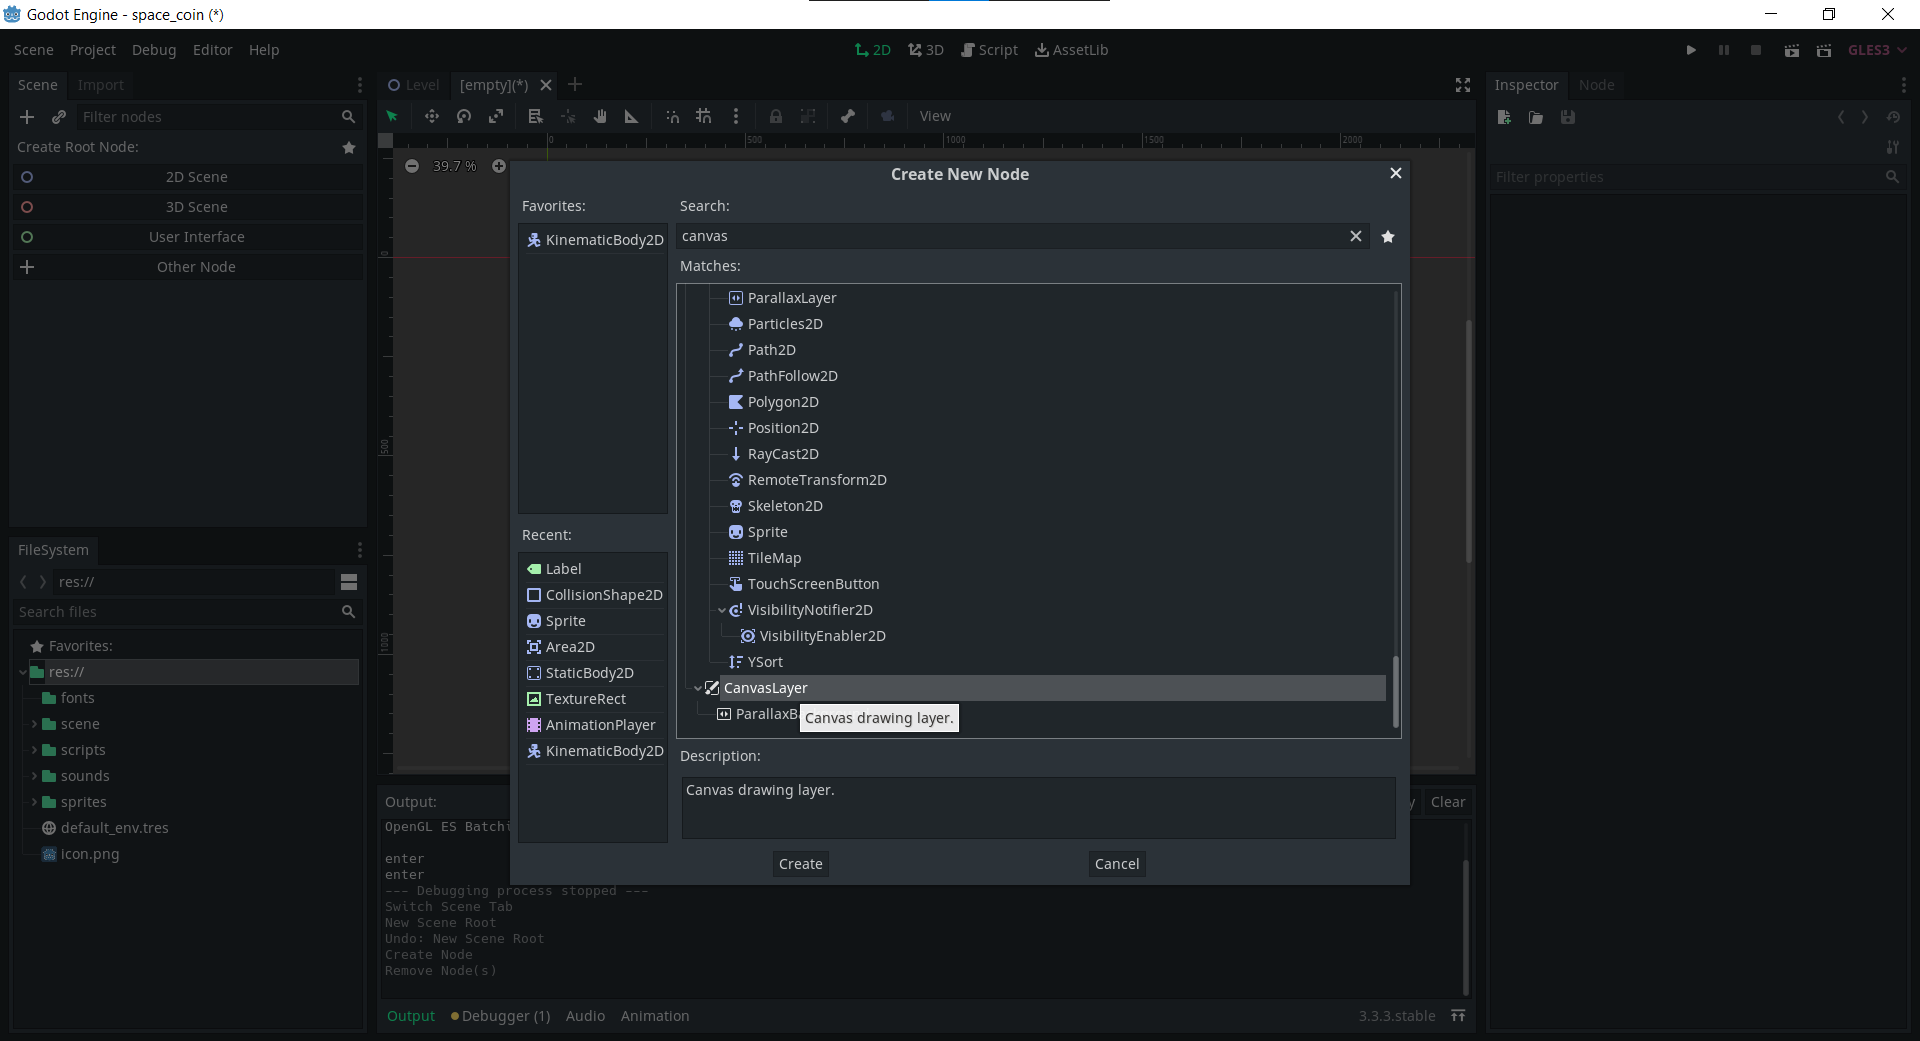 Godot Engine - space_coin (*)
Scene Project Debug Editor Help
2D 3D Script AssetLib
GLES3
Scene Import
Filter nodes
Create Root Node:
2D Scene
3D Scene
User Interface
Other Node
FileSystem
res://
Search files
Favorites:
res://
fonts
scene
scripts
sounds
sprites
default_env.tres
icon.png
Level [empty](*)
View
0 500 1000 1500 2000
39.7 %
0
500
1000
Create New Node
Favorites:
KinematicBody2D
Recent:
Label
CollisionShape2D
Sprite
Area2D
StaticBody2D
TextureRect
AnimationPlayer
KinematicBody2D
Search:
canvas
Matches:
ParallaxLayer
Particles2D
Path2D
PathFollow2D
Polygon2D
Position2D
RayCast2D
RemoteTransform2D
Skeleton2D
Sprite
TileMap
TouchScreenButton
VisibilityNotifier2D
VisibilityEnabler2D
YSort
CanvasLayer
ParallaxB
Canvas drawing layer.
Description:
Canvas drawing layer.
Create Cancel
Output:
y Clear
OpenGL ES Batchi
enter
enter
--- Debugging process stopped ---
Switch Scene Tab
New Scene Root
Undo: New Scene Root
Create Node
Remove Node(s)
Output Debugger (1) Audio Animation
3.3.3.stable
Inspector Node
Filter properties